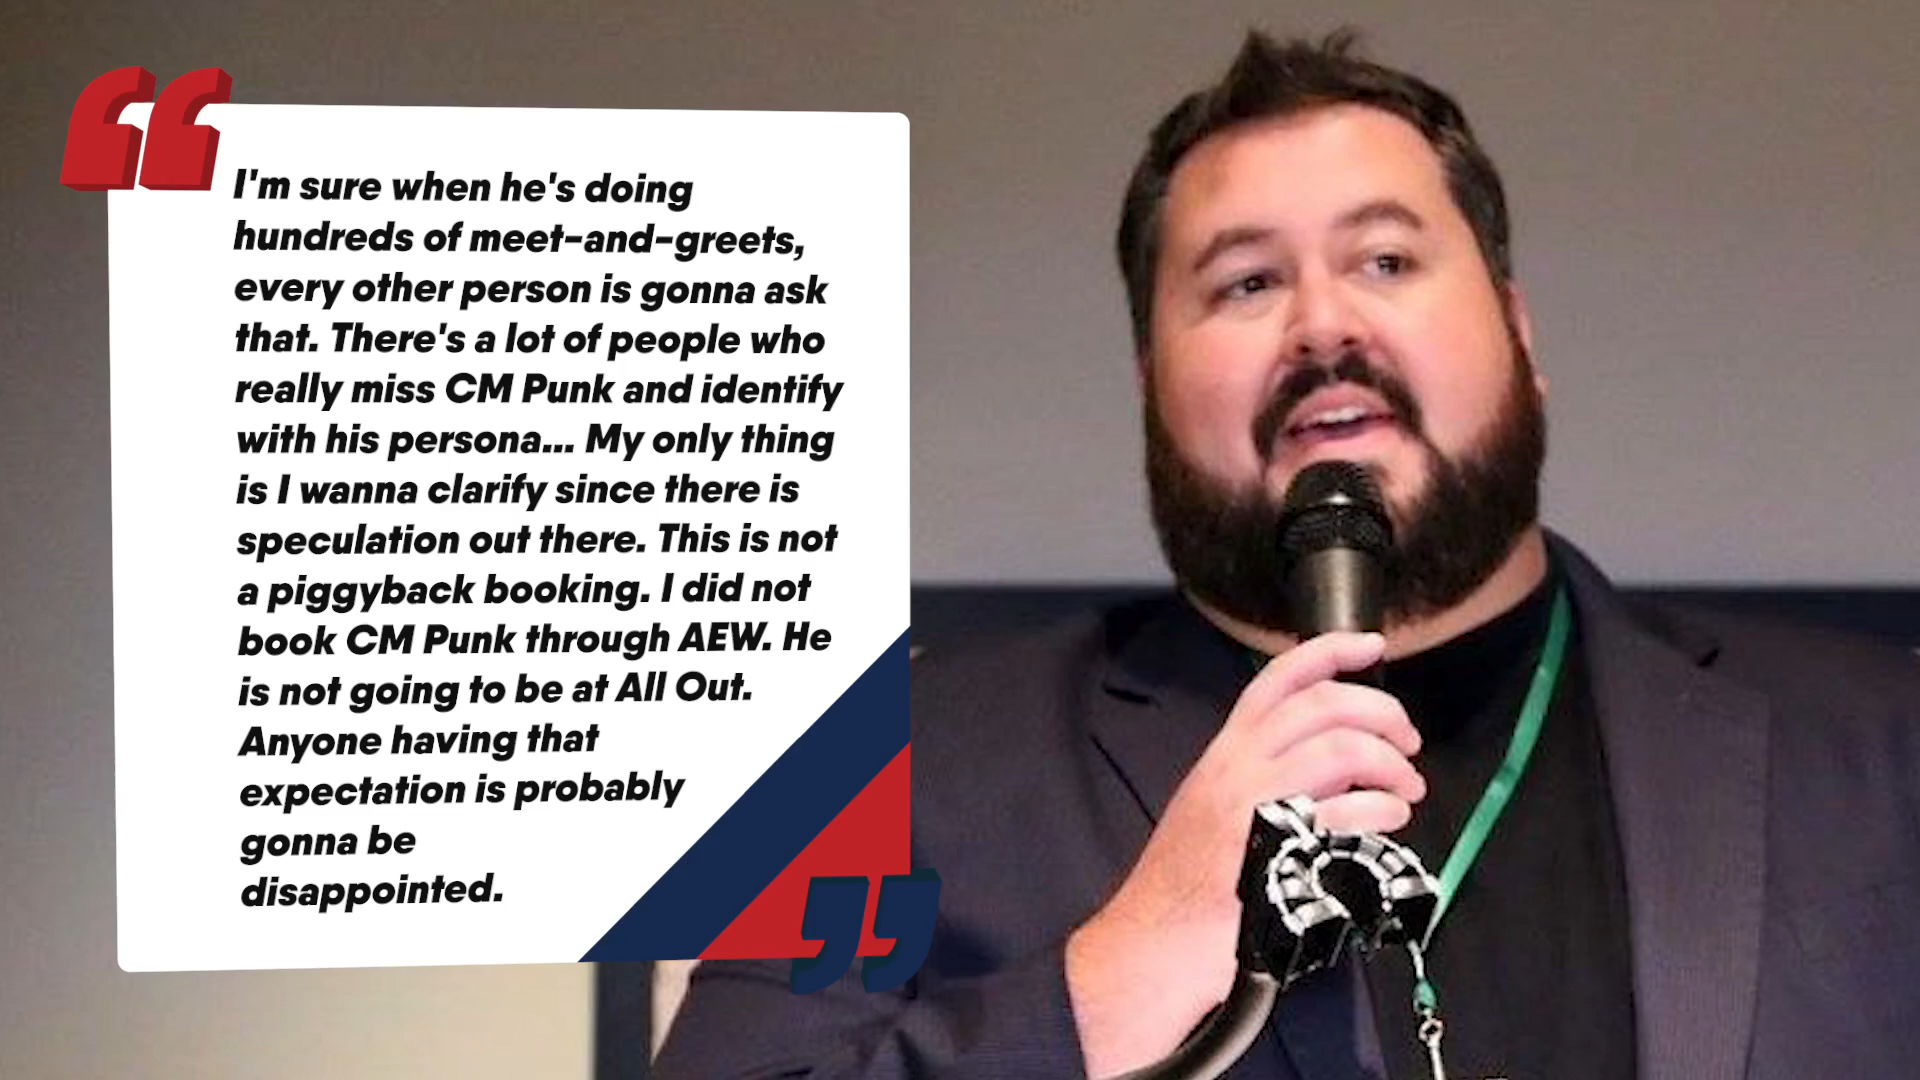 I'm sure when he's doing
hundreds of meet-and-greets,
every other person is gonna ask
that. There's a lot of people who
really miss CM Punk and identify
with his persona... My only thing
is I wanna clarify since there is
speculation out there. This is not
a piggyback booking. I did not
book CM Punk through AEW. He
is not going to be at All Out.
Anyone having that
expectation is probably
gonna be
disappointed.